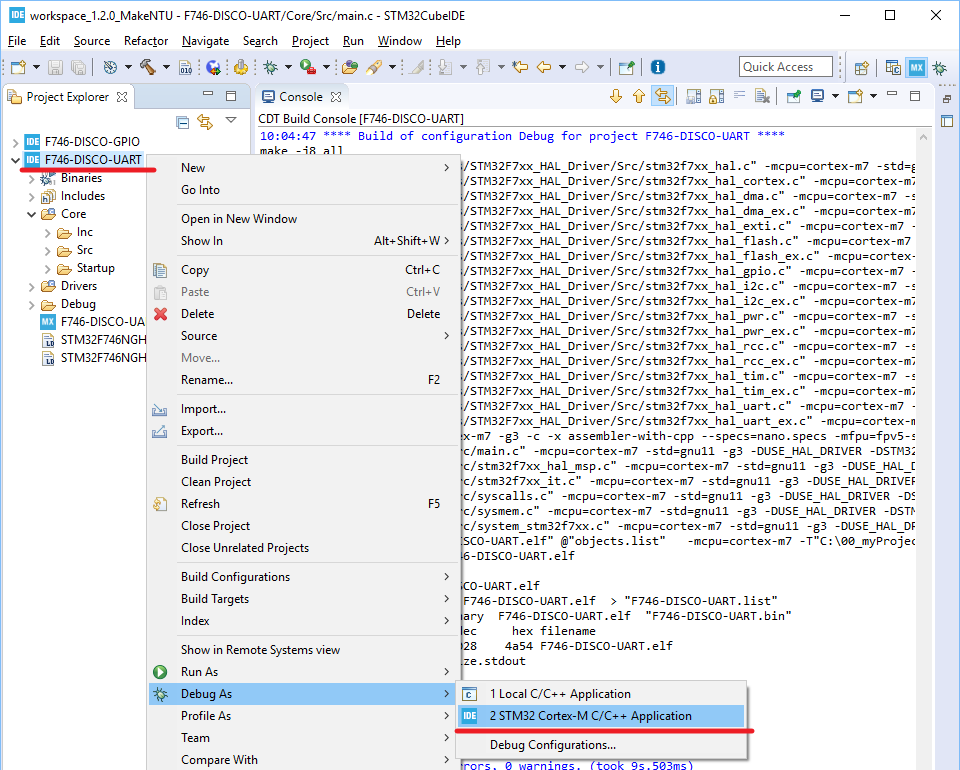 IDE workspace_1.2.0_MakeNTU - F746-DISCO-UART/Core/Src/main.c - STM32CubeIDE
File Edit Source Refactor Navigate Search Project Run Window Help
010 Quick Access MX
Project Explorer
Console
CDT Build Console [F746-DISCO-UART]
10:04:47 **** Build of configuration Debug for project F746-DISCO-UART ****
make -j8 all
IDE F746-DISCO-GPIO
IDE F746-DISCO-UART
Binaries
Includes
Core
Inc
Src
Startup
Drivers
Debug
MX F746-DISCO-UA
STM32F746NGH
STM32F746NGH
New
Go Into
Open in New Window
Show In Alt+Shift+W
Copy Ctrl+C
Paste Ctrl+V
Delete Delete
Source
Move...
Rename... F2
Import...
Export...
Build Project
Clean Project
Refresh F5
Close Project
Close Unrelated Projects
Build Configurations
Build Targets
Index
Show in Remote Systems view
Run As
Debug As
Profile As
Team
Compare With
/STM32F7xx_HAL_Driver/Src/stm32f7xx_hal.c" -mcpu=cortex-m7 -std=g
/STM32F7xx_HAL_Driver/Src/stm32f7xx_hal_cortex.c" -mcpu=cortex-m7
/STM32F7xx_HAL_Driver/Src/stm32f7xx_hal_dma.c" -mcpu=cortex-m7 -s
/STM32F7xx_HAL_Driver/Src/stm32f7xx_hal_dma_ex.c" -mcpu=cortex-m7
/STM32F7xx_HAL_Driver/Src/stm32f7xx_hal_exti.c" -mcpu=cortex-m7 -
/STM32F7xx_HAL_Driver/Src/stm32f7xx_hal_flash.c" -mcpu=cortex-m7
/STM32F7xx_HAL_Driver/Src/stm32f7xx_hal_flash_ex.c" -mcpu=cortex-
/STM32F7xx_HAL_Driver/Src/stm32f7xx_hal_gpio.c" -mcpu=cortex-m7 -
/STM32F7xx_HAL_Driver/Src/stm32f7xx_hal_i2c.c" -mcpu=cortex-m7 -s
/STM32F7xx_HAL_Driver/Src/stm32f7xx_hal_i2c_ex.c" -mcpu=cortex-m7
/STM32F7xx_HAL_Driver/Src/stm32f7xx_hal_pwr.c" -mcpu=cortex-m7 -s
/STM32F7xx_HAL_Driver/Src/stm32f7xx_hal_pwr_ex.c" -mcpu=cortex-m7
/STM32F7xx_HAL_Driver/Src/stm32f7xx_hal_rcc.c" -mcpu=cortex-m7 -s
/STM32F7xx_HAL_Driver/Src/stm32f7xx_hal_rcc_ex.c" -mcpu=cortex-m7
/STM32F7xx_HAL_Driver/Src/stm32f7xx_hal_tim.c" -mcpu=cortex-m7 -s
/STM32F7xx_HAL_Driver/Src/stm32f7xx_hal_tim_ex.c" -mcpu=cortex-m7
/STM32F7xx_HAL_Driver/Src/stm32f7xx_hal_uart.c" -mcpu=cortex-m7 -
/STM32F7xx_HAL_Driver/Src/stm32f7xx_hal_uart_ex.c" -mcpu=cortex-m
ex-m7 -g3 -c -x assembler-with-cpp --specs=nano.specs -mfpu=fpv5-s
rc/main.c" -mcpu=cortex-m7 -std=gnu11 -g3 -DUSE_HAL_DRIVER -DSTM32
rc/stm32f7xx_hal_msp.c" -mcpu=cortex-m7 -std=gnu11 -g3 -DUSE_HAL_D
rc/stm32f7xx_it.c" -mcpu=cortex-m7 -std=gnu11 -g3 -DUSE_HAL_DRIVER
rc/syscalls.c" -mcpu=cortex-m7 -std=gnu11 -g3 -DUSE_HAL_DRIVER -DS
rc/sysmem.c" -mcpu=cortex-m7 -std=gnu11 -g3 -DUSE_HAL_DRIVER -DSTM
rc/system_stm32f7xx.c" -mcpu=cortex-m7 -std=gnu11 -g3 -DUSE_HAL_DR
SCO-UART.elf" @"objects.list" -mcpu=cortex-m7 -T"C:\00_myProjec
6-DISCO-UART.elf
SCO-UART.elf
F746-DISCO-UART.elf > "F746-DISCO-UART.list"
nary F746-DISCO-UART.elf "F746-DISCO-UART.bin"
dec hex filename
028 4a54 F746-DISCO-UART.elf
ze.stdout
1 Local C/C++ Application
IDE 2 STM32 Cortex-M C/C++ Application
Debug Configurations...
rors, 0 warnings. (took 9s.503ms)